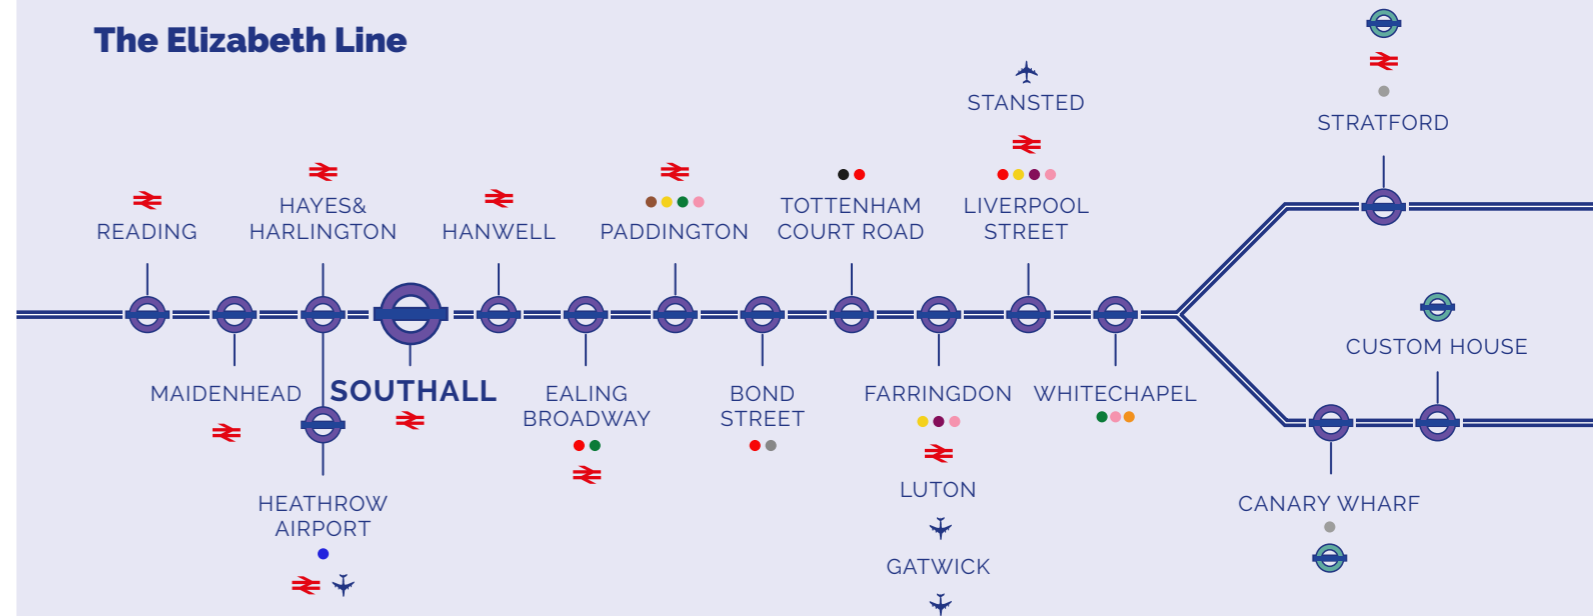 The Elizabeth Line
STANSTED
STRATFORD
READING
HAYES&
HARLINGTON
HANWELL
PADDINGTON
TOTTENHAM
COURT ROAD
LIVERPOOL
STREET
CUSTOM HOUSE
MAIDENHEAD
SOUTHALL
EALING
BROADWAY
BOND
STREET
FARRINGDON
WHITECHAPEL
HEATHROW
AIRPORT
LUTON
GATWICK
CANARY WHARF